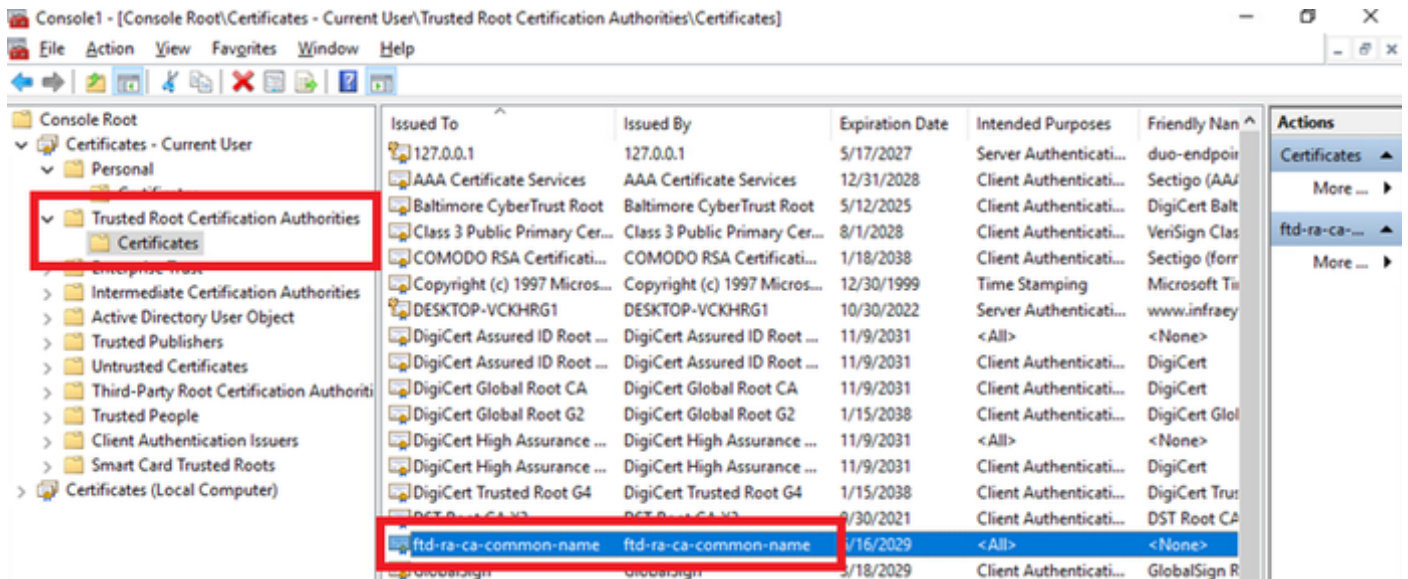 Console1 - [Console Root\Certificates - Current User\Trusted Root Certification Authorities\Certificates]
File Action View Favorites Window Help
Console Root
Certificates - Current User
Personal
Trusted Root Certification Authorities
Certificates
Intermediate Certification Authorities
Active Directory User Object
Trusted Publishers
Untrusted Certificates
Third-Party Root Certification Authoriti
Trusted People
Client Authentication Issuers
Smart Card Trusted Roots
Certificates (Local Computer)
Issued To Issued By Expiration Date Intended Purposes Friendly Nan
127.0.0.1 127.0.0.1 5/17/2027 Server Authenticati... duo-endpoin
AAA Certificate Services AAA Certificate Services 12/31/2028 Client Authenticati... Sectigo (AAA
Baltimore CyberTrust Root Baltimore CyberTrust Root 5/12/2025 Client Authenticati... DigiCert Balt
Class 3 Public Primary Cer... Class 3 Public Primary Cer... 8/1/2028 Client Authenticati... VeriSign Clas
COMODO RSA Certificati... COMODO RSA Certificati... 1/18/2038 Client Authenticati... Sectigo (forr
Copyright (c) 1997 Micros... Copyright (c) 1997 Micros... 12/30/1999 Time Stamping Microsoft Tii
DESKTOP-VCKHRG1 DESKTOP-VCKHRG1 10/30/2022 Server Authenticati... www.infraey
DigiCert Assured ID Root ... DigiCert Assured ID Root ... 11/9/2031 <All> <None>
DigiCert Assured ID Root ... DigiCert Assured ID Root ... 11/9/2031 Client Authenticati... DigiCert
DigiCert Global Root CA DigiCert Global Root CA 11/9/2031 Client Authenticati... DigiCert
DigiCert Global Root G2 DigiCert Global Root G2 1/15/2038 Client Authenticati... DigiCert Glol
DigiCert High Assurance ... DigiCert High Assurance ... 11/9/2031 <All> <None>
DigiCert High Assurance ... DigiCert High Assurance ... 11/9/2031 Client Authenticati... DigiCert
DigiCert Trusted Root G4 DigiCert Trusted Root G4 1/15/2038 Client Authenticati... DigiCert Trus
/30/2021 Client Authenticati... DST Root CA
ftd-ra-ca-common-name ftd-ra-ca-common-name /16/2029 <All> <None>
/18/2029 Client Authenticati... GlobalSign R
Actions
Certificates
More ...
ftd-ra-ca-...
More ...